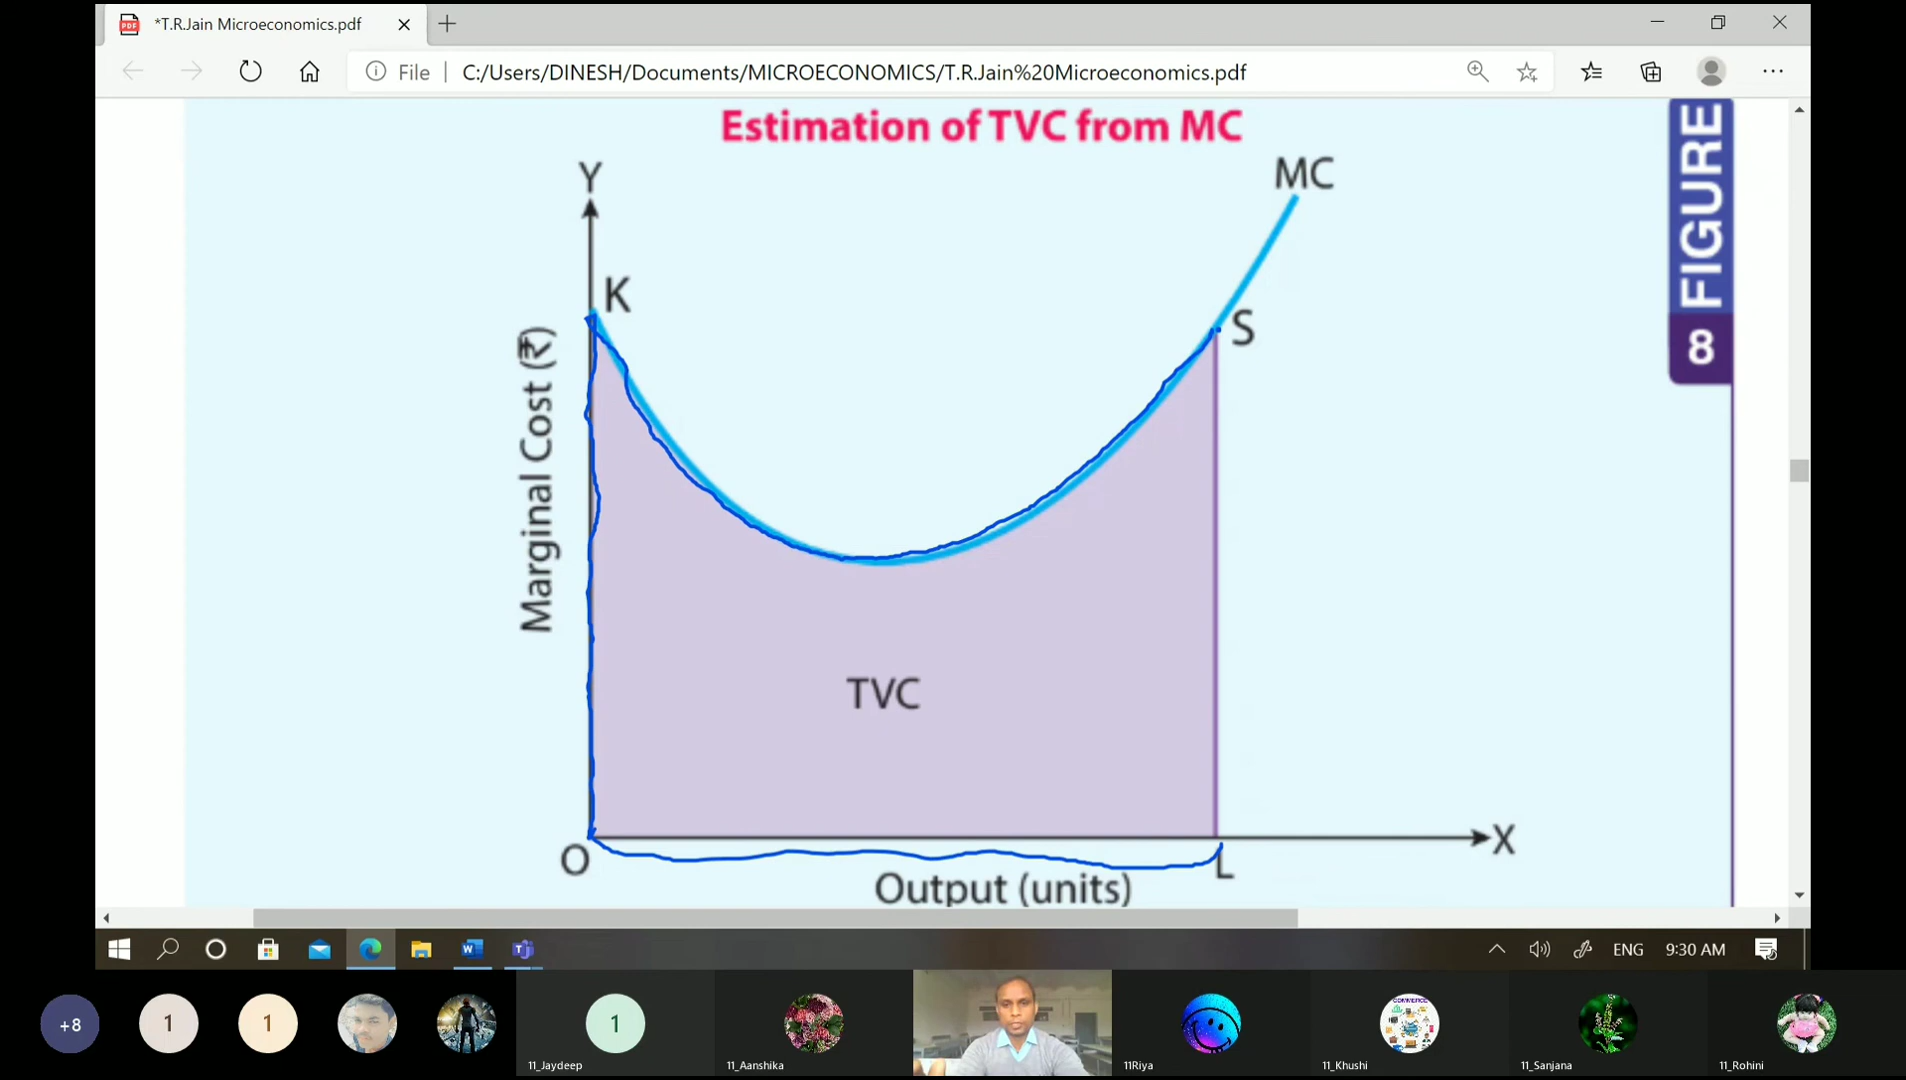 *T.R.Jain Microeconomics.pdf
File | C:/Users/DINESH/Documents/MICROECONOMICS/T.R.Jain%20Microeconomics.pdf
Estimation of TVC from MC
FIGURE
8
Y
MC
K
S
Marginal Cost (₹)
TVC
O
L
X
Output (units)
ENG
9:30 AM
+8
1
1
1
11_Jaydeep
11_Aanshika
11Riya
COMMERCE
11_Khushi
11_Sanjana
11_Rohini